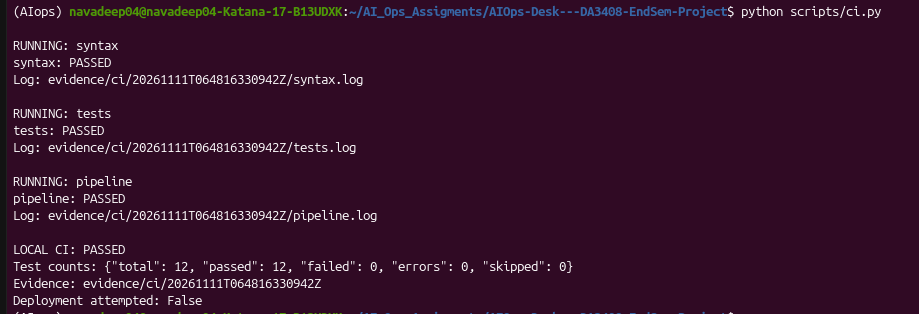 (AIops) navadeep04@navadeep04-Katana-17-B13UDXK:~/AI_Ops_Assigments/AIOps-Desk---DA3408-EndSem-Project$ python scripts/ci.py
RUNNING: syntax
syntax: PASSED
Log: evidence/ci/20261111T064816330942Z/syntax.log
RUNNING: tests
tests: PASSED
Log: evidence/ci/20261111T064816330942Z/tests.log
RUNNING: pipeline
pipeline: PASSED
Log: evidence/ci/20261111T064816330942Z/pipeline.log
LOCAL CI: PASSED
Test counts: {"total": 12, "passed": 12, "failed": 0, "errors": 0, "skipped": 0}
Evidence: evidence/ci/20261111T064816330942Z
Deployment attempted: False